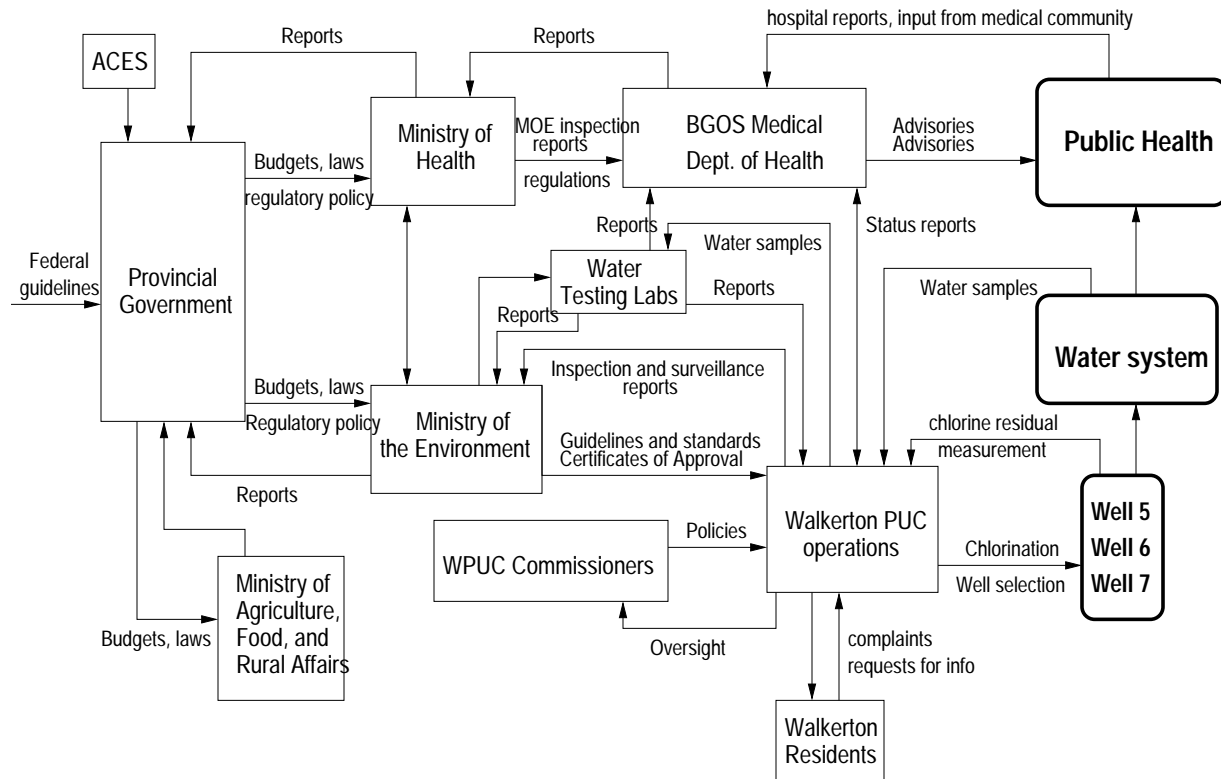 hospital reports, input from medical community
Reports
Reports
ACES
Ministry of
Health
MOE inspection
reports
regulations
BGOS Medical
Dept. of Health
Advisories
Advisories
Public Health
Budgets, laws
regulatory policy
Reports
Water samples
Status reports
Federal
guidelines
Provincial
Government
Water
Testing Labs
Reports
Reports
Water samples
Water system
Inspection and surveillance
reports
Budgets, laws
Regulatory policy
Ministry of
the Environment
Guidelines and standards
Certificates of Approval
chlorine residual
measurement
Reports
Walkerton PUC
operations
Well 5
Well 6
Well 7
Policies
WPUC Commissioners
Chlorination
Well selection
Ministry of
Agriculture,
Food, and
Rural Affairs
Budgets, laws
Oversight
complaints
requests for info
Walkerton
Residents